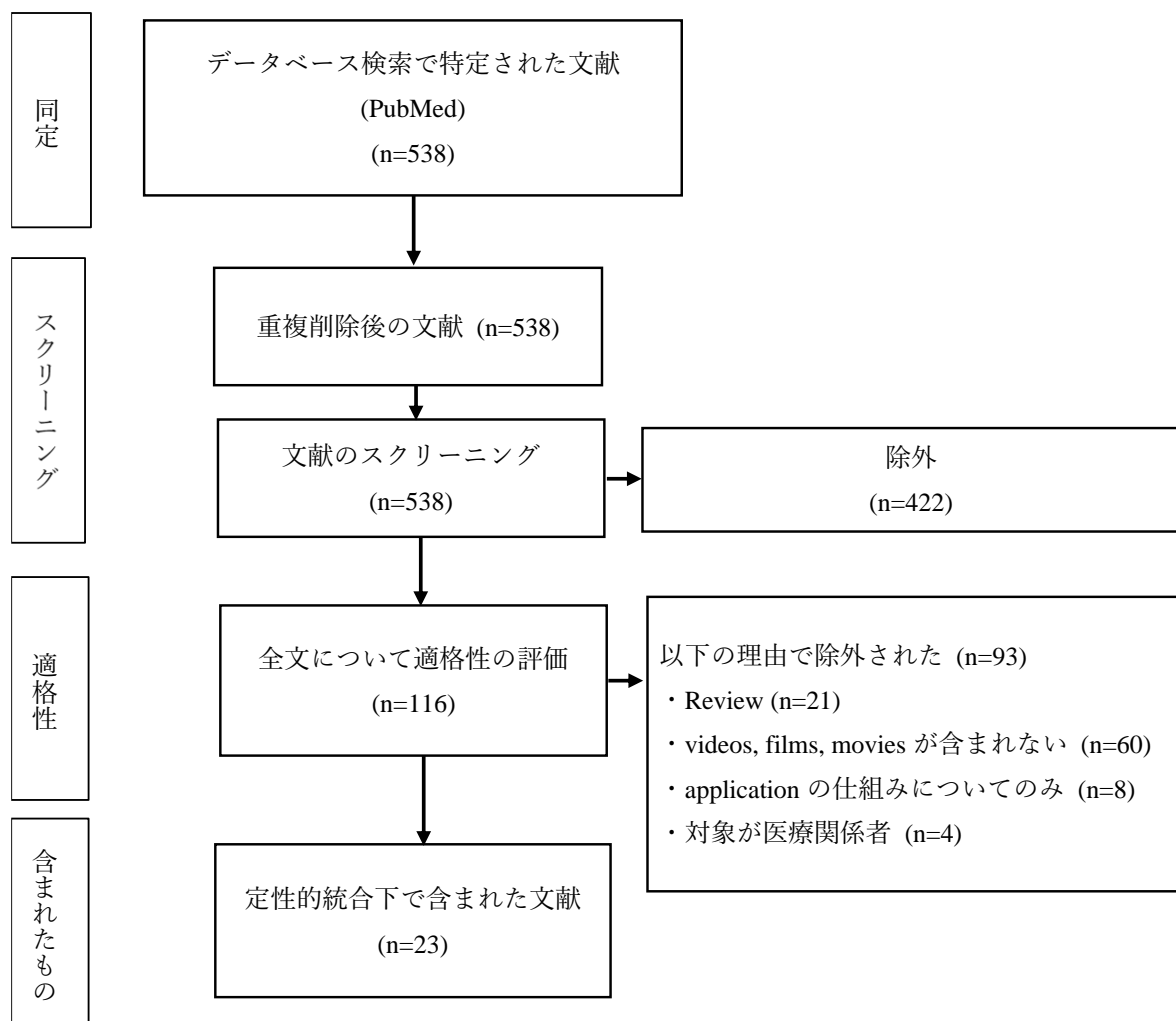 同定
データベース検索で特定された文献
(PubMed)
(n=538)
スクリーニング
重複削除後の文献 (n=538)
文献のスクリーニング
(n=538)
除外
(n=422)
適格性
全文について適格性の評価
(n=116)
以下の理由で除外された (n=93)
・Review (n=21)
・videos, films, movies が含まれない (n=60)
・application の仕組みについてのみ (n=8)
・対象が医療関係者 (n=4)
含まれたもの
定性的統合下で含まれた文献
(n=23)